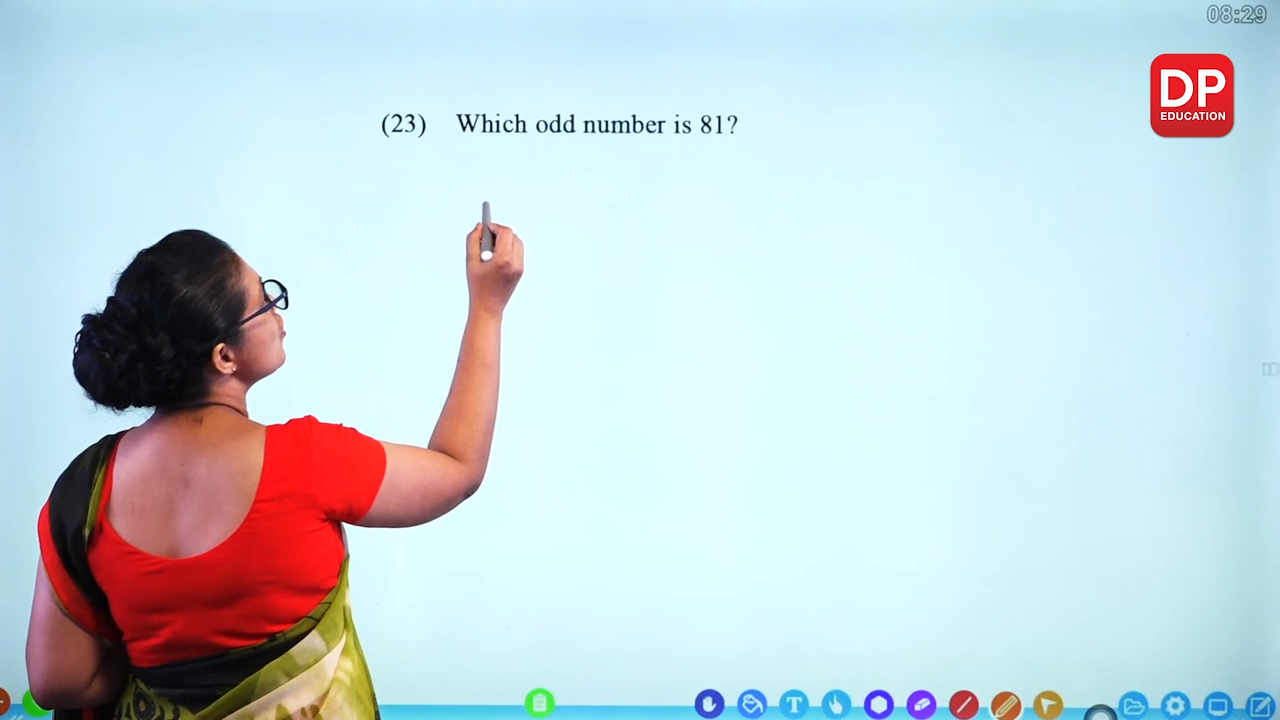 08:29
DP
EDUCATION
(23) Which odd number is 81?
T